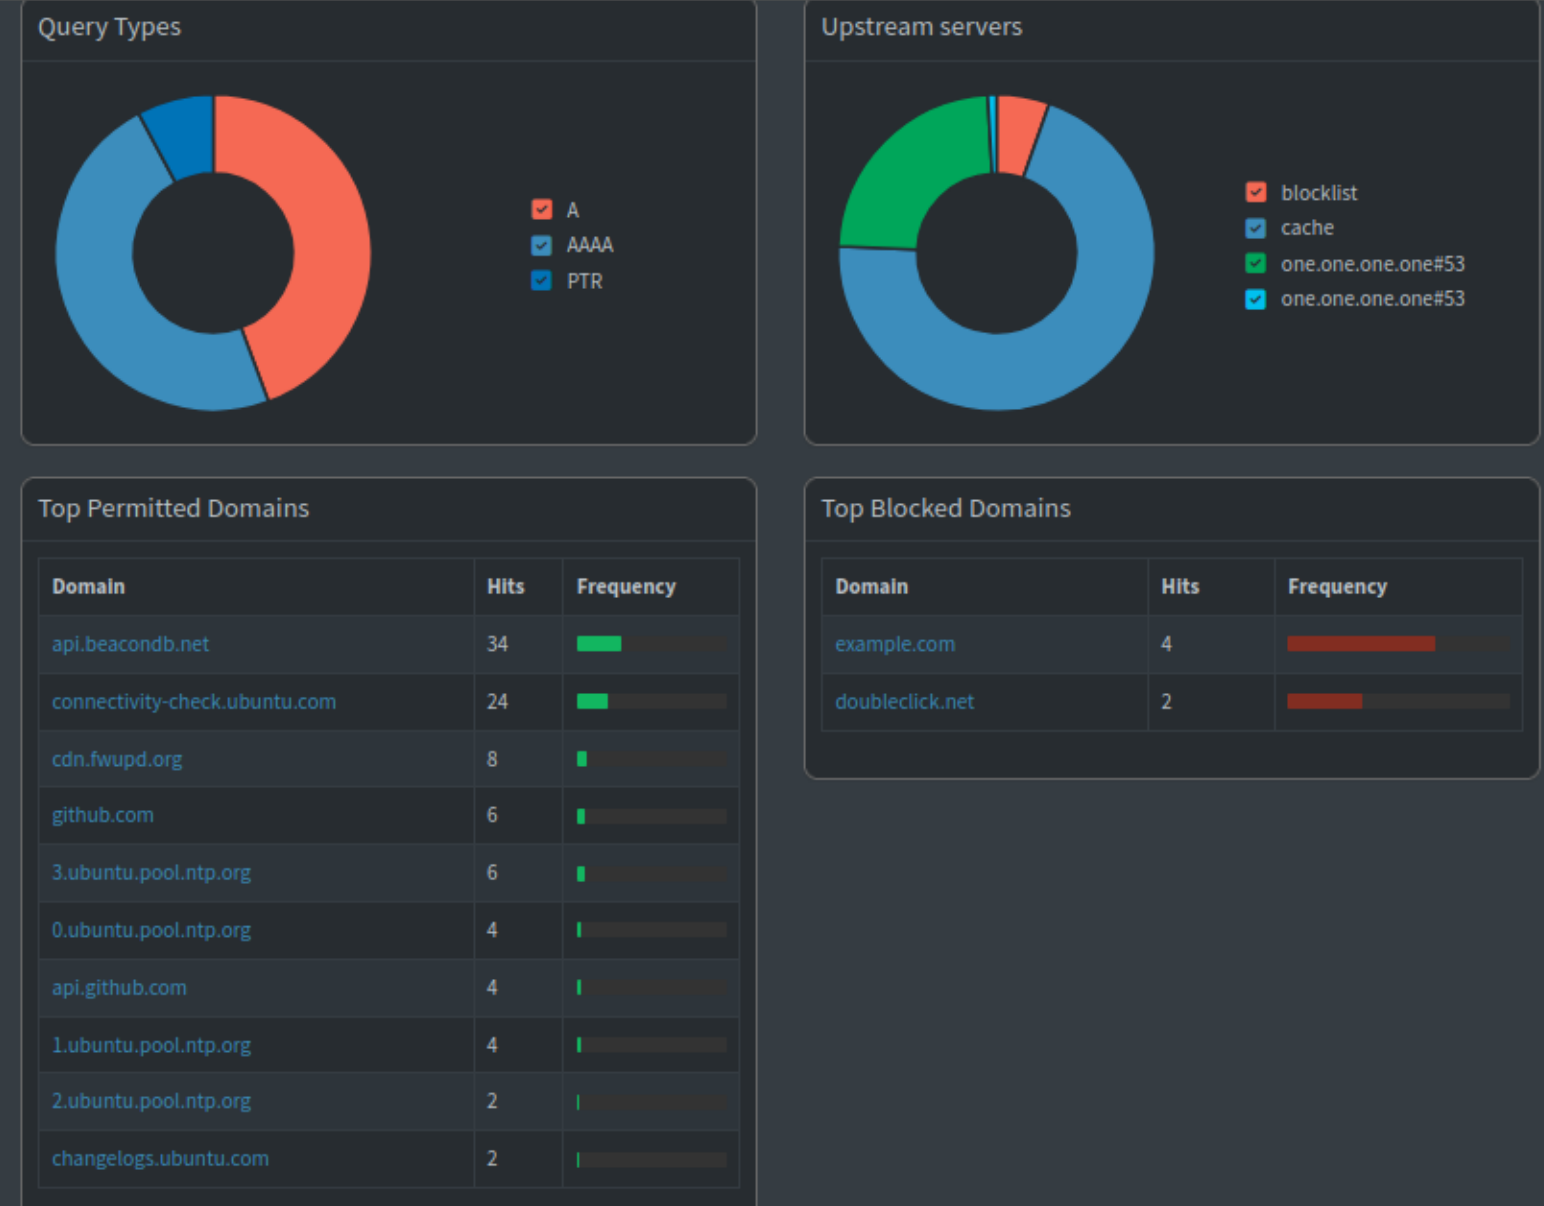 Query Types
A
AAAA
PTR
Upstream servers
blocklist
cache
one.one.one.one#53
one.one.one.one#53
Top Permitted Domains
Domain Hits Frequency
api.beacondb.net 34
connectivity-check.ubuntu.com 24
cdn.fwupd.org 8
github.com 6
3.ubuntu.pool.ntp.org 6
0.ubuntu.pool.ntp.org 4
api.github.com 4
1.ubuntu.pool.ntp.org 4
2.ubuntu.pool.ntp.org 2
changelogs.ubuntu.com 2
Top Blocked Domains
Domain Hits Frequency
example.com 4
doubleclick.net 2